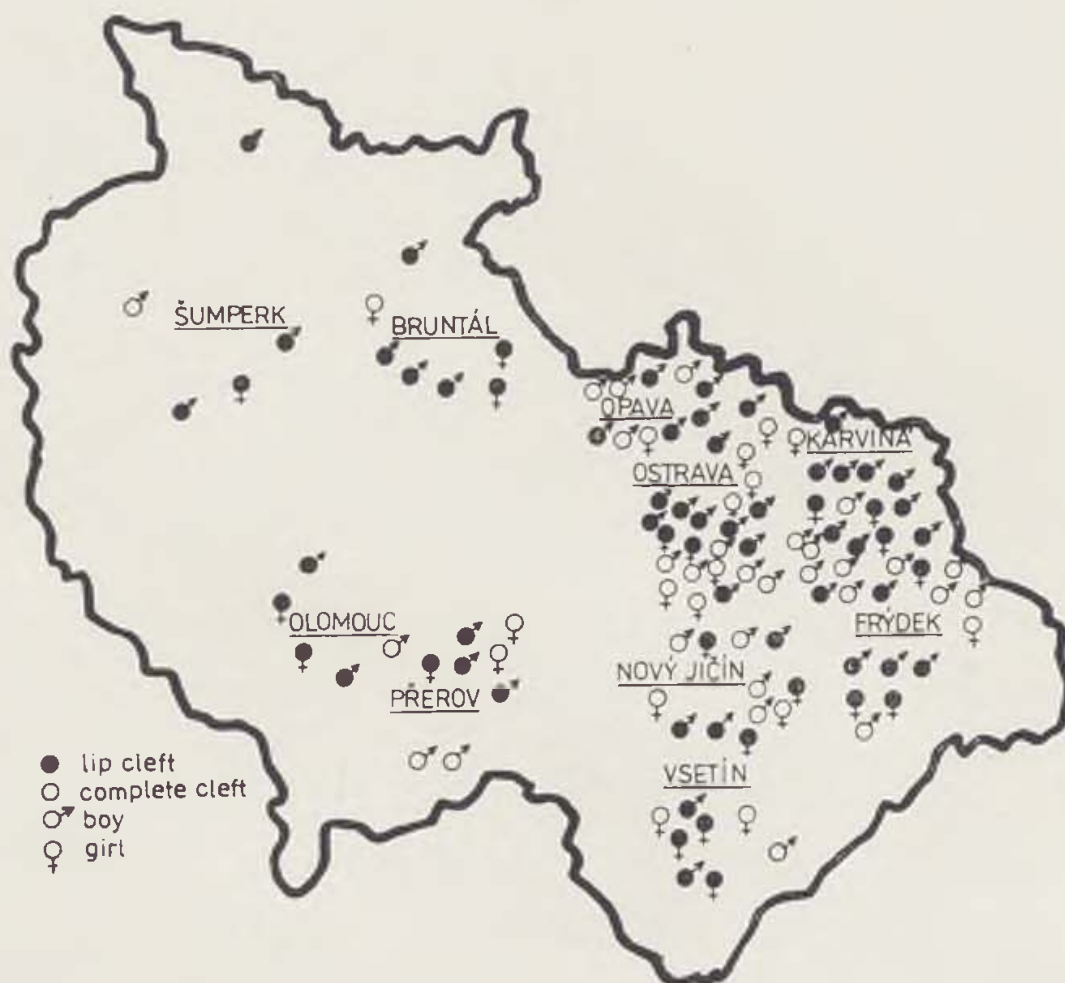 ŠUMPERK
BRUNTÁL
OPAVA
KARVINÁ
OSTRAVA
OLOMOUC
FRÝDEK
NOVÝ JIČÍN
PŘEROV
VSETÍN
lip cleft
complete cleft
boy
girl